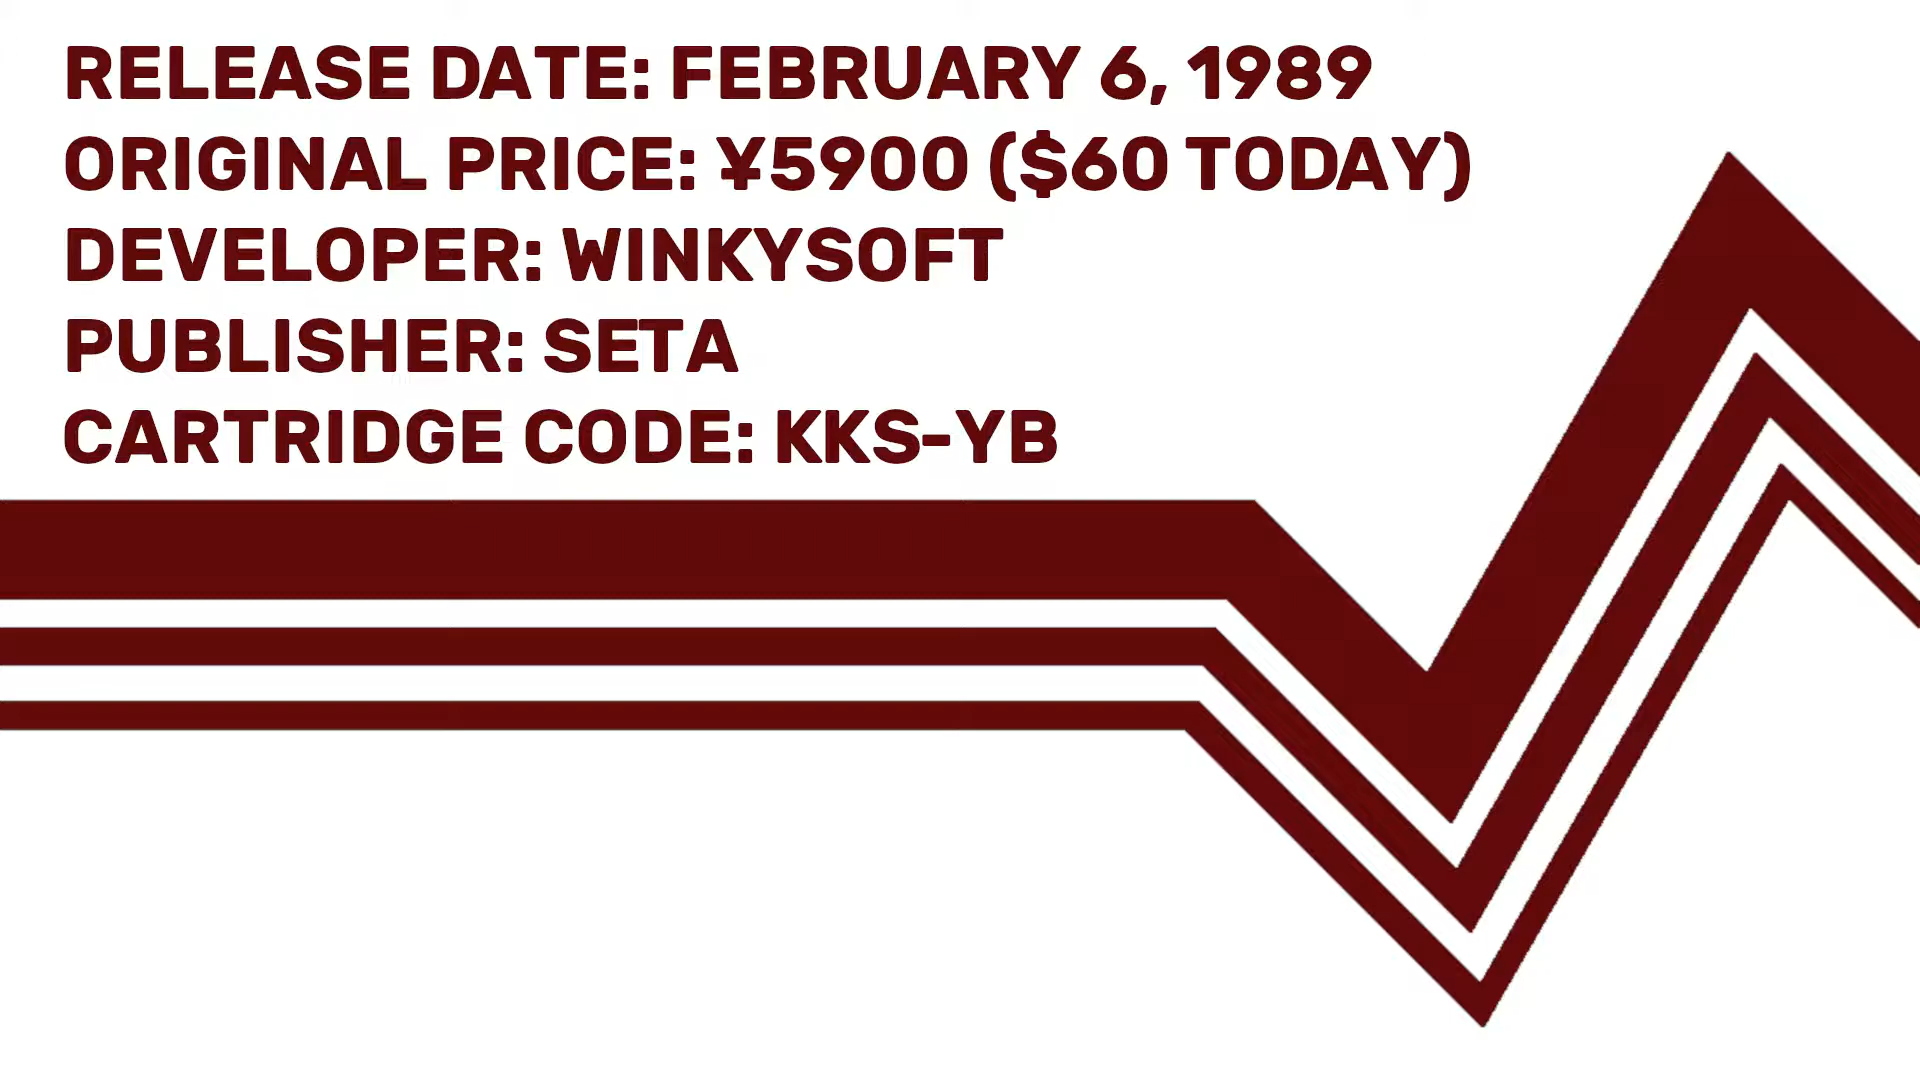 RELEASE DATE: FEBRUARY 6, 1989
ORIGINAL PRICE: ¥5900 ($60 TODAY)
DEVELOPER: WINKYSOFT
PUBLISHER: SETA
CARTRIDGE CODE: KKS-YB